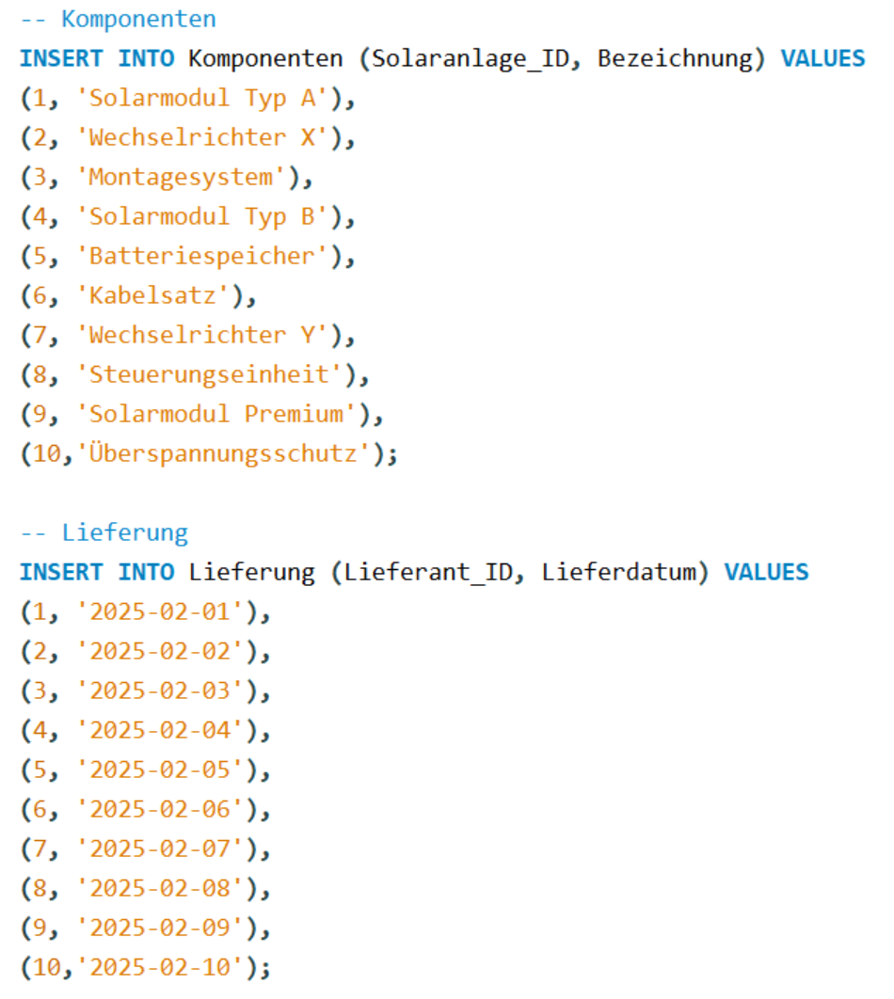 -- Komponenten
INSERT INTO Komponenten (Solaranlage_ID, Bezeichnung) VALUES
(1, 'Solarmodul Typ A'),
(2, 'Wechselrichter X'),
(3, 'Montagesystem'),
(4, 'Solarmodul Typ B'),
(5, 'Batteriespeicher'),
(6, 'Kabelsatz'),
(7, 'Wechselrichter Y'),
(8, 'Steuerungseinheit'),
(9, 'Solarmodul Premium'),
(10,'Überspannungsschutz');
-- Lieferung
INSERT INTO Lieferung (Lieferant_ID, Lieferdatum) VALUES
(1, '2025-02-01'),
(2, '2025-02-02'),
(3, '2025-02-03'),
(4, '2025-02-04'),
(5, '2025-02-05'),
(6, '2025-02-06'),
(7, '2025-02-07'),
(8, '2025-02-08'),
(9, '2025-02-09'),
(10,'2025-02-10');